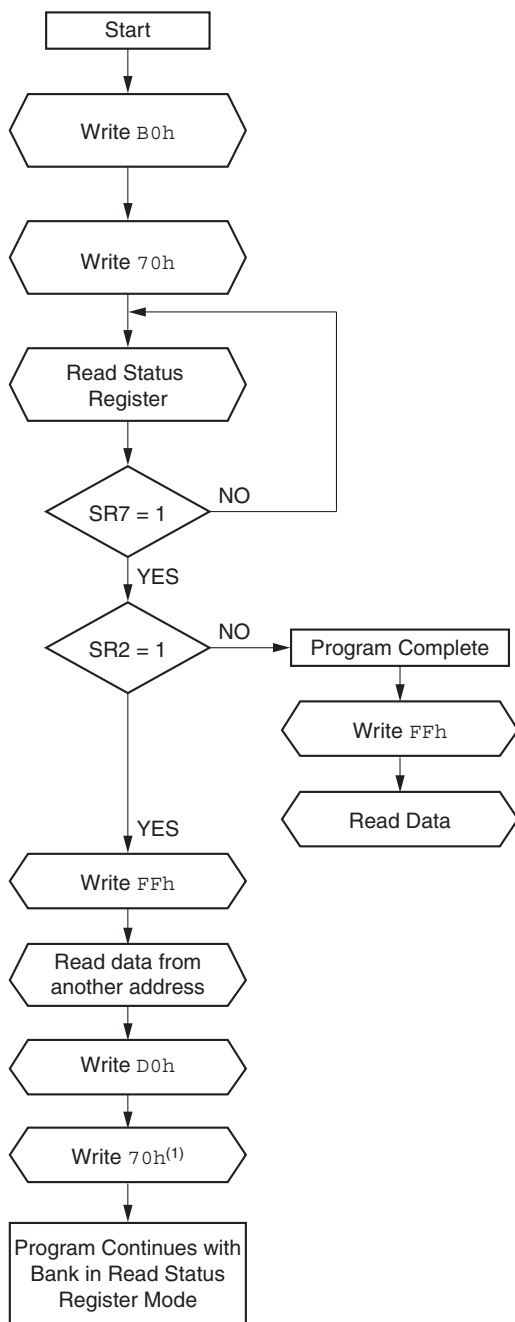 Start
Write B0h
Write 70h
Read Status
Register
SR7 = 1
NO
YES
SR2 = 1
NO
Program Complete
Write FFh
Read Data
YES
Write FFh
Read data from
another address
Write D0h
Write 70h(1)
Program Continues with
Bank in Read Status
Register Mode